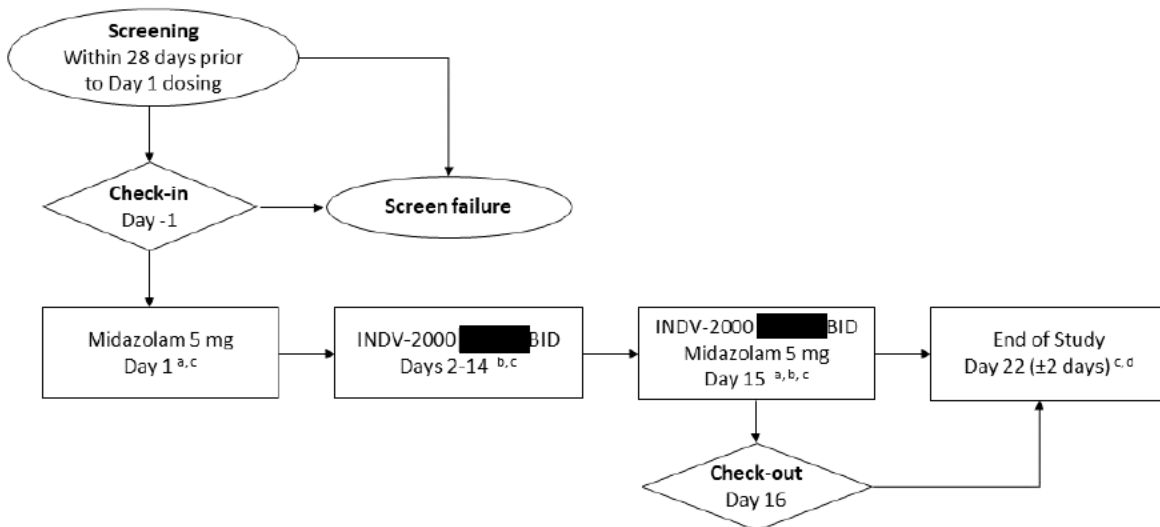 Screening
Within 28 days prior
to Day 1 dosing
Check-in
Day -1
Screen failure
Midazolam 5 mg
Day 1 a, c
INDV-2000 BID
Days 2-14 b, c
INDV-2000 BID
Midazolam 5 mg
Day 15 a, b, c
End of Study
Day 22 (±2 days) c, d
Check-out
Day 16